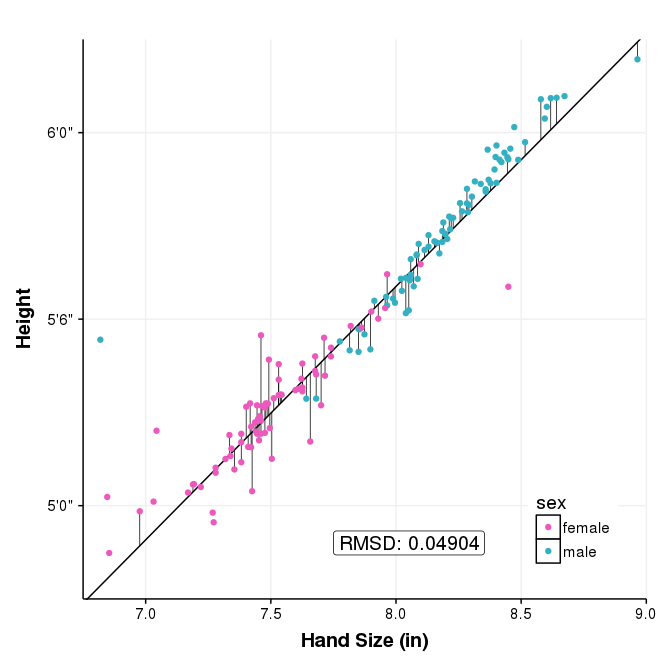 6'0"
5'6"
5'0"
Height
7.0 7.5 8.0 8.5 9.0
Hand Size (in)
RMSD: 0.04904
sex
female
male